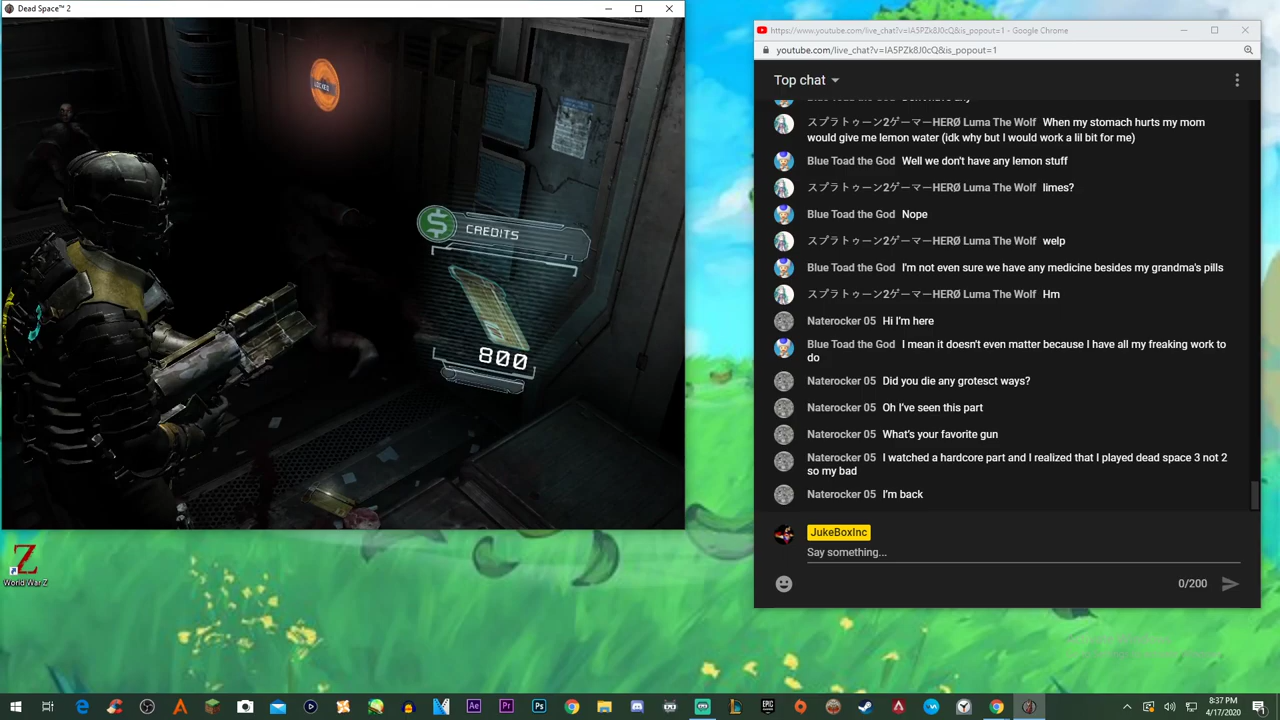 Dead Space™ 2
LOCKED
CREDITS
800
World War Z
https://www.youtube.com/live_chat?v=IA5PZk8J0cQ&is_popout=1 - Google Chrome
youtube.com/live_chat?v=IA5PZk8J0cQ&is_popout=1
Top chat
スプラトゥーン2ゲーマーHERØ Luma The Wolf When my stomach hurts my mom
would give me lemon water (idk why but I would work a lil bit for me)
Blue Toad the God Well we don't have any lemon stuff
スプラトゥーン2ゲーマーHERØ Luma The Wolf limes?
Blue Toad the God Nope
スプラトゥーン2ゲーマーHERØ Luma The Wolf welp
Blue Toad the God I'm not even sure we have any medicine besides my grandma's pills
スプラトゥーン2ゲーマーHERØ Luma The Wolf Hm
Naterocker 05 Hi I'm here
Blue Toad the God I mean it doesn't even matter because I have all my freaking work to
do
Naterocker 05 Did you die any grotesct ways?
Naterocker 05 Oh I've seen this part
Naterocker 05 What's your favorite gun
Naterocker 05 I watched a hardcore part and I realized that I played dead space 3 not 2
so my bad
Naterocker 05 I'm back
JukeBoxInc
Say something...
0/200
Ae
Pr
Ps
EPIC
8:37 PM
4/17/2020